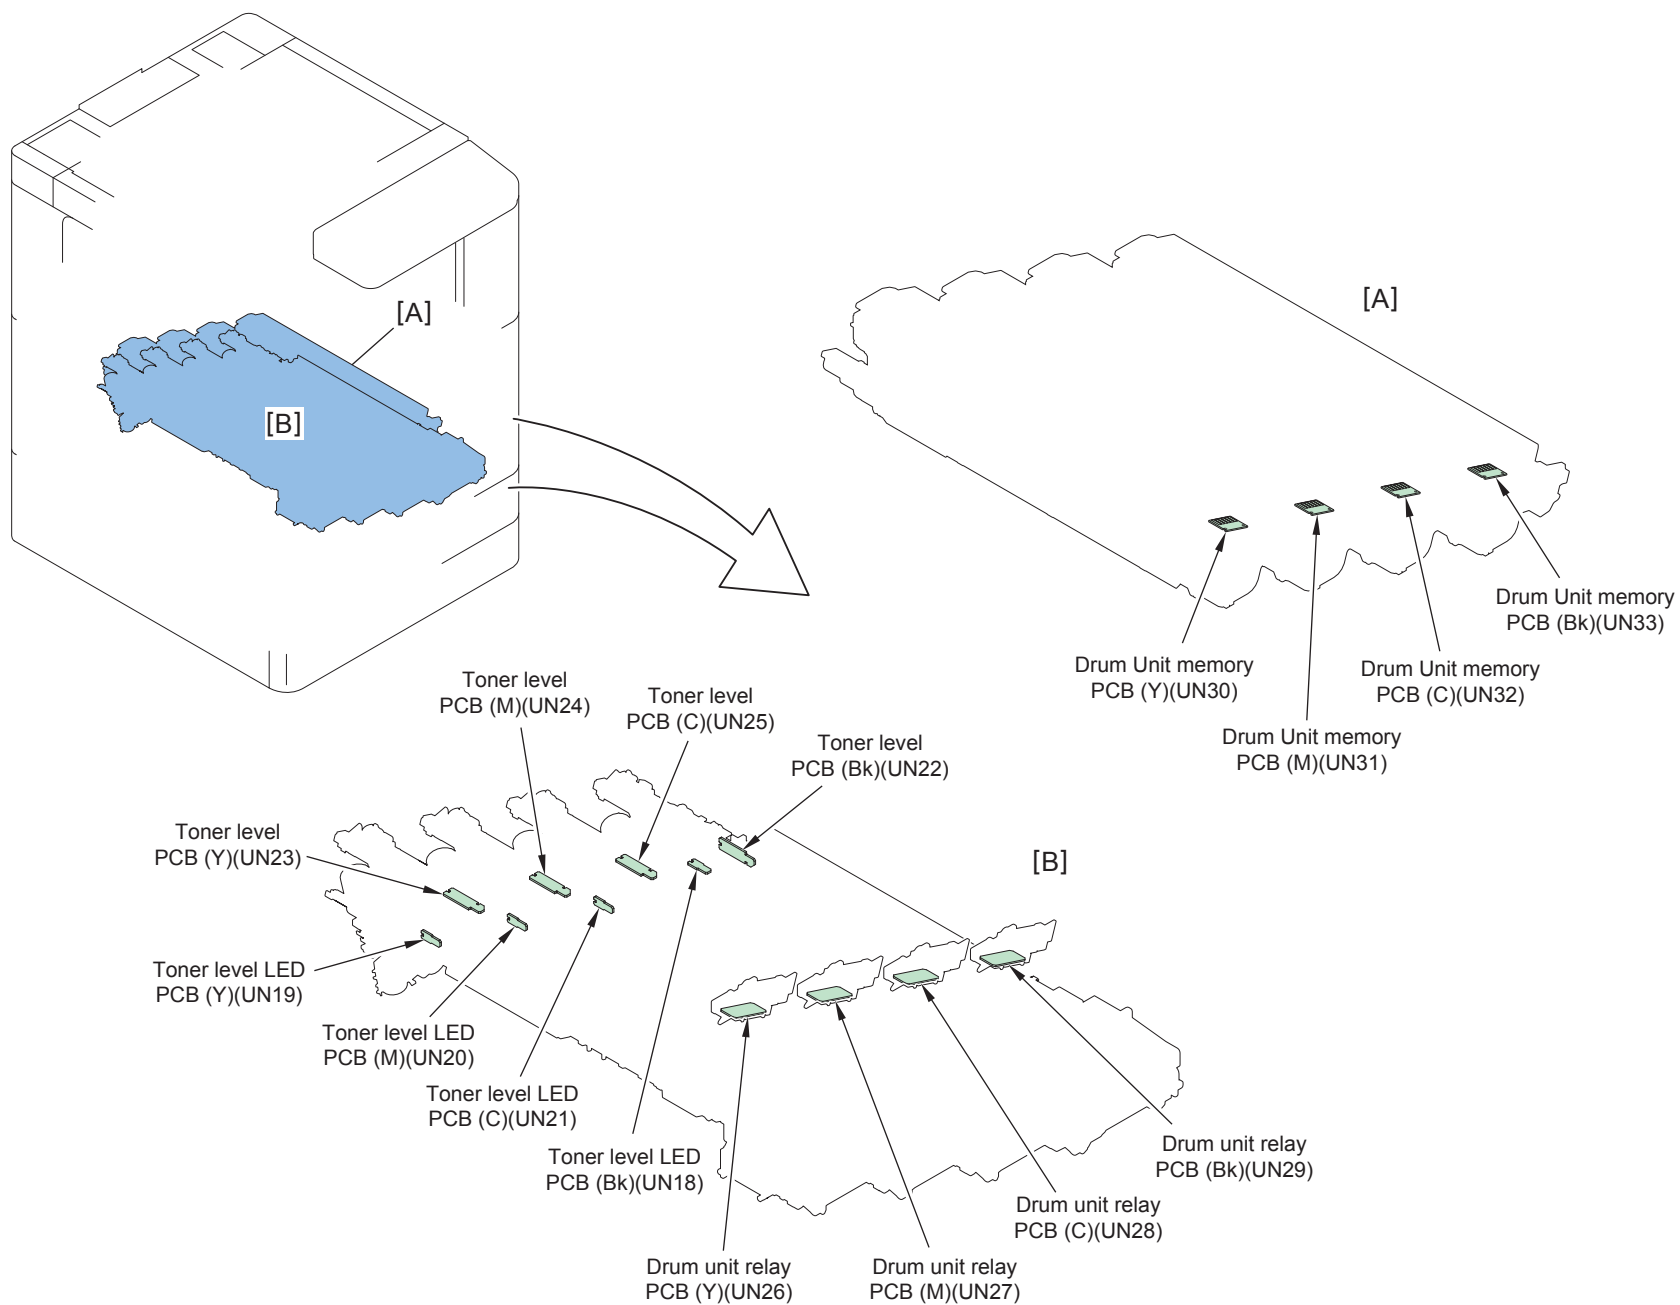 [A]
[B]
[A]
Drum Unit memory
PCB (Bk)(UN33)
Drum Unit memory
PCB (Y)(UN30)
Drum Unit memory
PCB (C)(UN32)
Drum Unit memory
PCB (M)(UN31)
Toner level
PCB (M)(UN24)
Toner level
PCB (C)(UN25)
Toner level
PCB (Bk)(UN22)
Toner level
PCB (Y)(UN23)
[B]
Toner level LED
PCB (Y)(UN19)
Toner level LED
PCB (M)(UN20)
Toner level LED
PCB (C)(UN21)
Toner level LED
PCB (Bk)(UN18)
Drum unit relay
PCB (Bk)(UN29)
Drum unit relay
PCB (C)(UN28)
Drum unit relay
PCB (Y)(UN26)
Drum unit relay
PCB (M)(UN27)